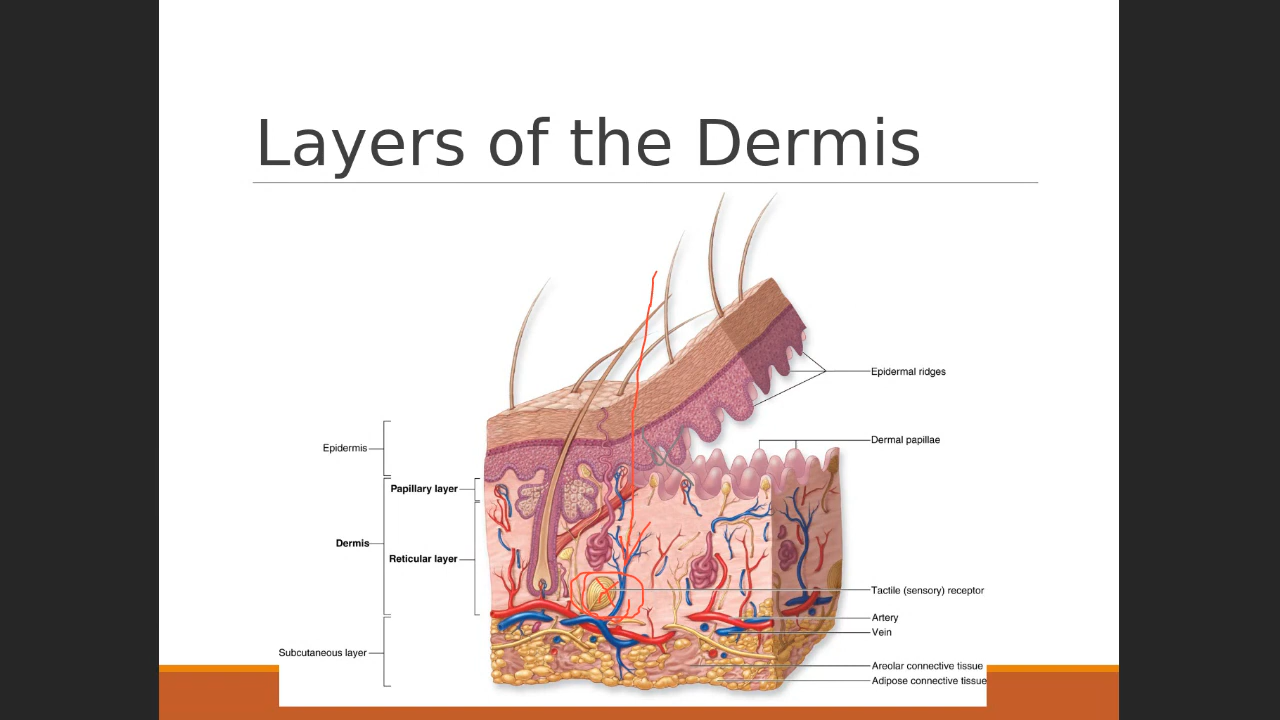 Layers of the Dermis
Epidermal ridges
Dermal papillae
Epidermis
Papillary layer
Dermis
Reticular layer
Tactile (sensory) receptor
Artery
Vein
Subcutaneous layer
Areolar connective tissue
Adipose connective tissue